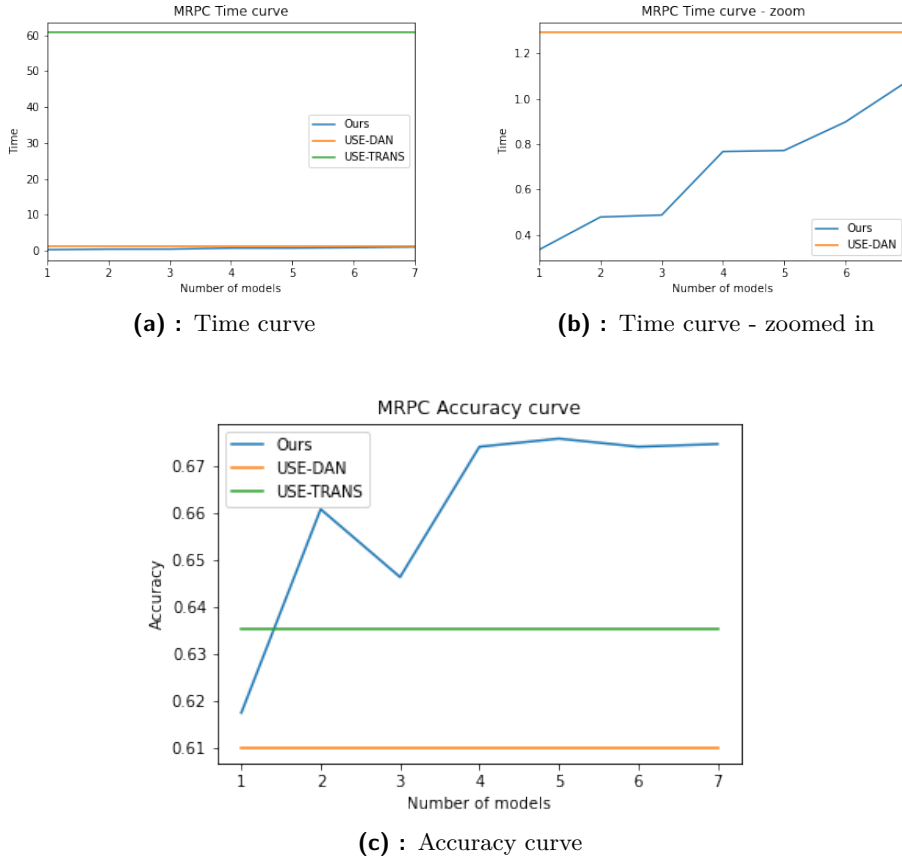 MRPC Time curve
60
50
40
30
20
10
0
Time
Ours
USE-DAN
USE-TRANS
1 2 3 4 5 6 7
Number of models
(a) : Time curve
MRPC Time curve - zoom
1.2
1.0
0.8
0.6
0.4
Time
Ours
USE-DAN
1 2 3 4 5 6
Number of models
(b) : Time curve - zoomed in
MRPC Accuracy curve
Ours
USE-DAN
USE-TRANS
0.67
0.66
0.65
0.64
0.63
0.62
0.61
Accuracy
1 2 3 4 5 6 7
Number of models
(c) : Accuracy curve